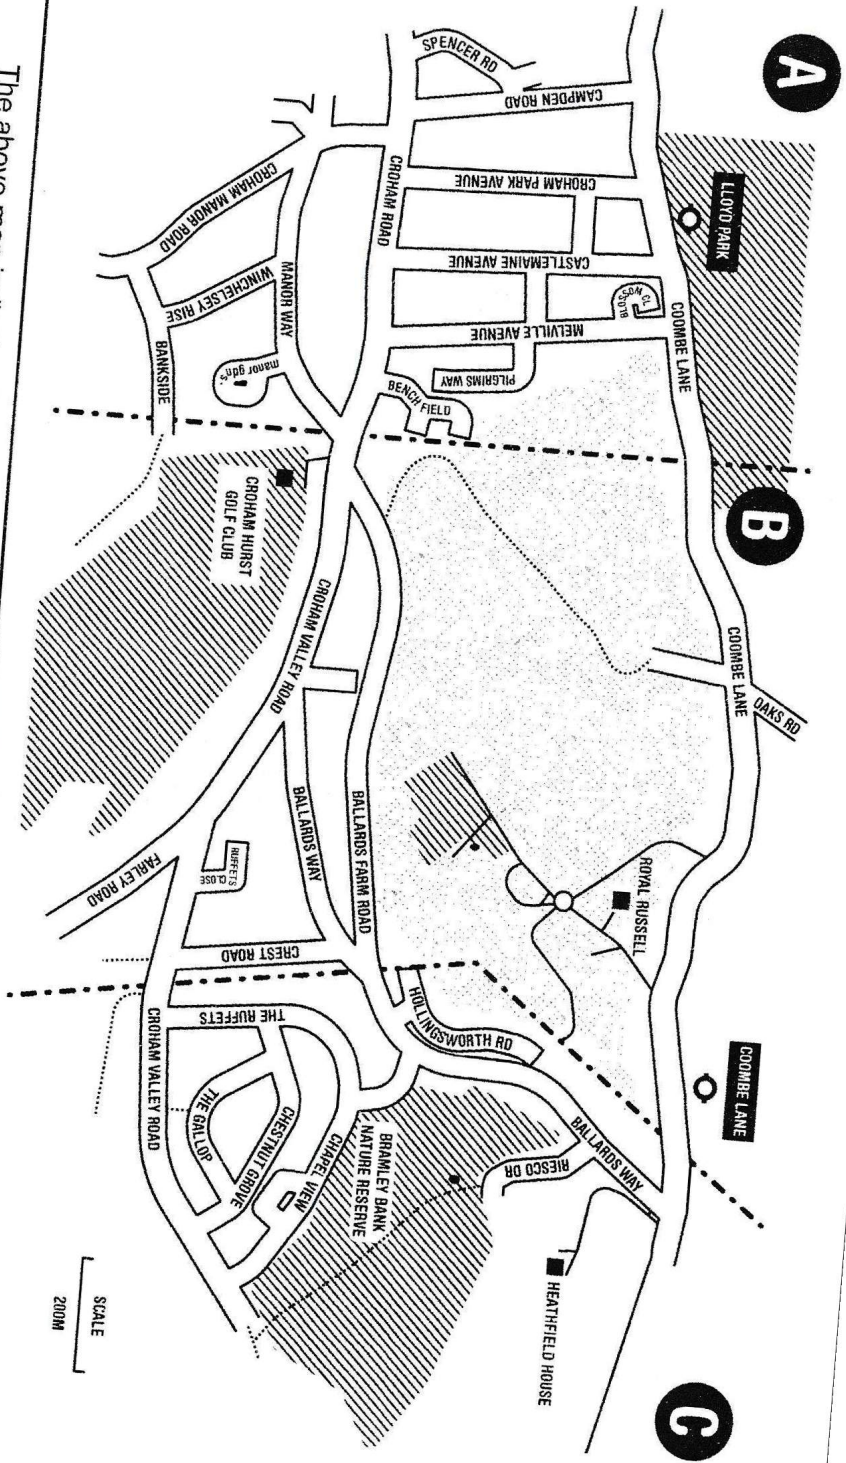 A
B
C
LLOYD PARK
COOMBE LANE
COOMBE LANE
OAKS RD
COOMBE LANE
SPENCER RD
CAMPDEN ROAD
CROHAM PARK AVENUE
CASTLEMAINE AVENUE
BLOSSOM CL
MELVILLE AVENUE
PILGRIMS WAY
BENCH FIELD
CROHAM ROAD
CROHAM MANOR ROAD
MANOR WAY
WINCHELSEY RISE
manor gdn's.
BANKSIDE
CROHAM HURST
GOLF CLUB
CROHAM VALLEY ROAD
BALLARDS WAY
BALLARDS FARM ROAD
ROYAL RUSSELL
RUFFETS
CLOSE
FARLEY ROAD
CREST ROAD
HOLLINGSWORTH RD
THE RUFFETS
CROHAM VALLEY ROAD
THE GALLOP
CHESTNUT GROVE
CHAPEL VIEW
BRAMLEY BANK
NATURE RESERVE
RIESCO DR
BALLARDS WAY
HEATHFIELD HOUSE
SCALE
200M
The above map